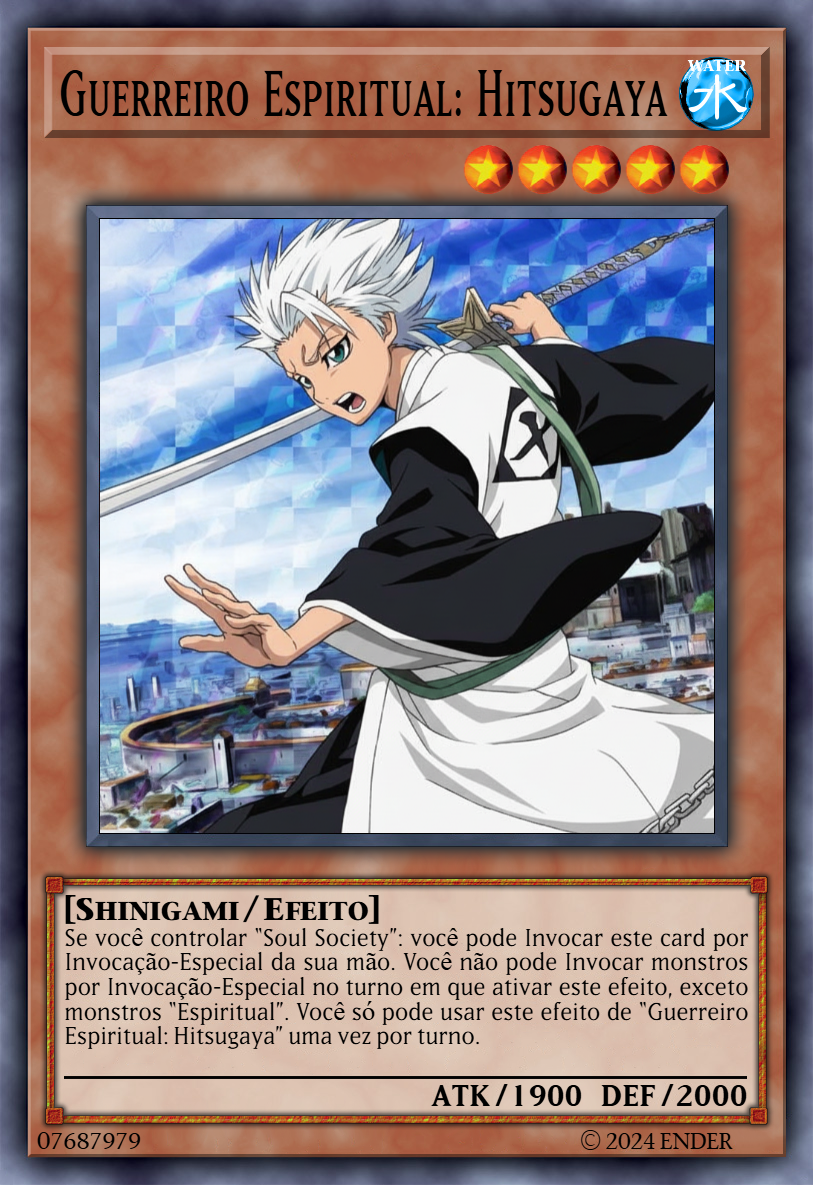 Guerreiro Espiritual: Hitsugaya
WATER
水
[Shinigami/Efeito]
Se você controlar "Soul Society": você pode Invocar este card por
Invocação-Especial da sua mão. Você não pode Invocar monstros
por Invocação-Especial no turno em que ativar este efeito, exceto
monstros "Espiritual". Você só pode usar este efeito de "Guerreiro
Espiritual: Hitsugaya" uma vez por turno.
ATK/1900 DEF/2000
07687979
© 2024 ENDER